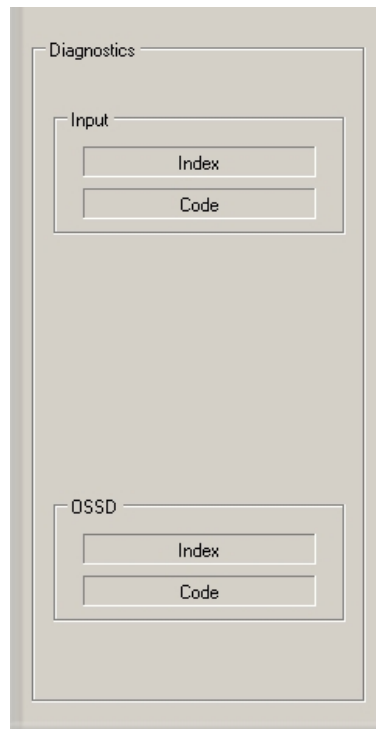 Diagnostics
Input
Index
Code
OSSD
Index
Code